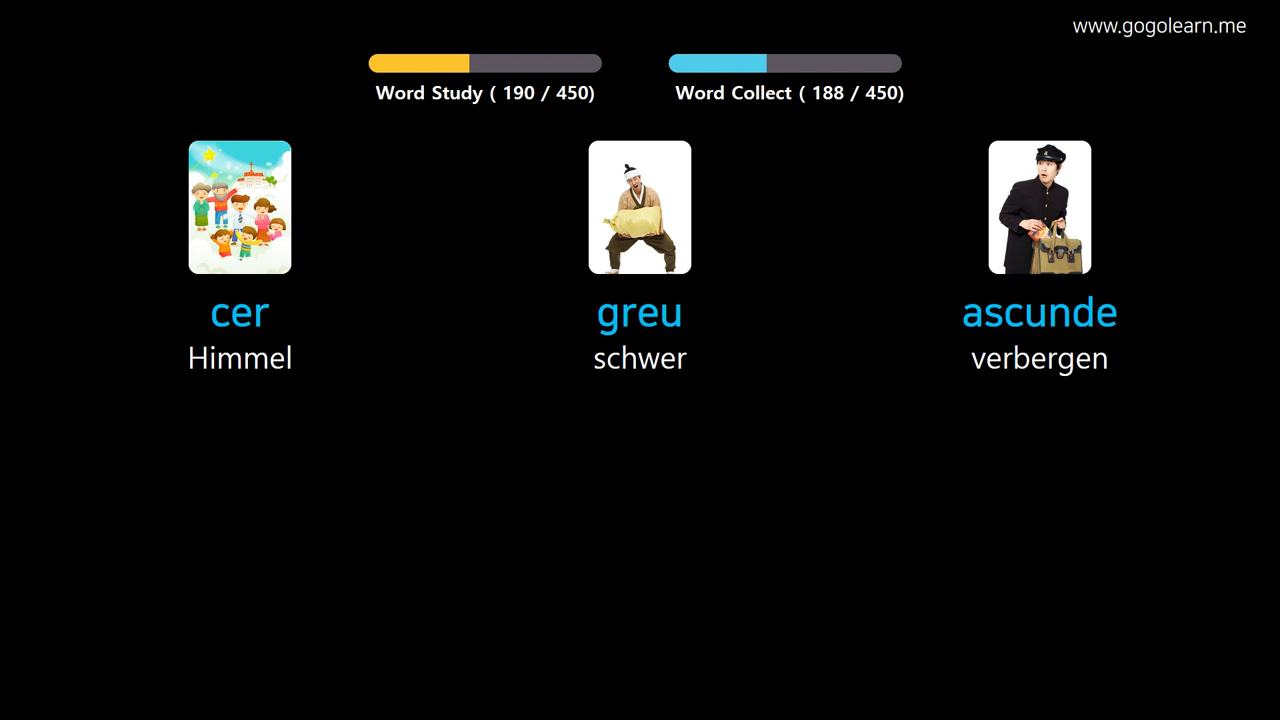 www.gogolearn.me
Word Study ( 190 / 450)
Word Collect ( 188 / 450)
cer
Himmel
greu
schwer
ascunde
verbergen